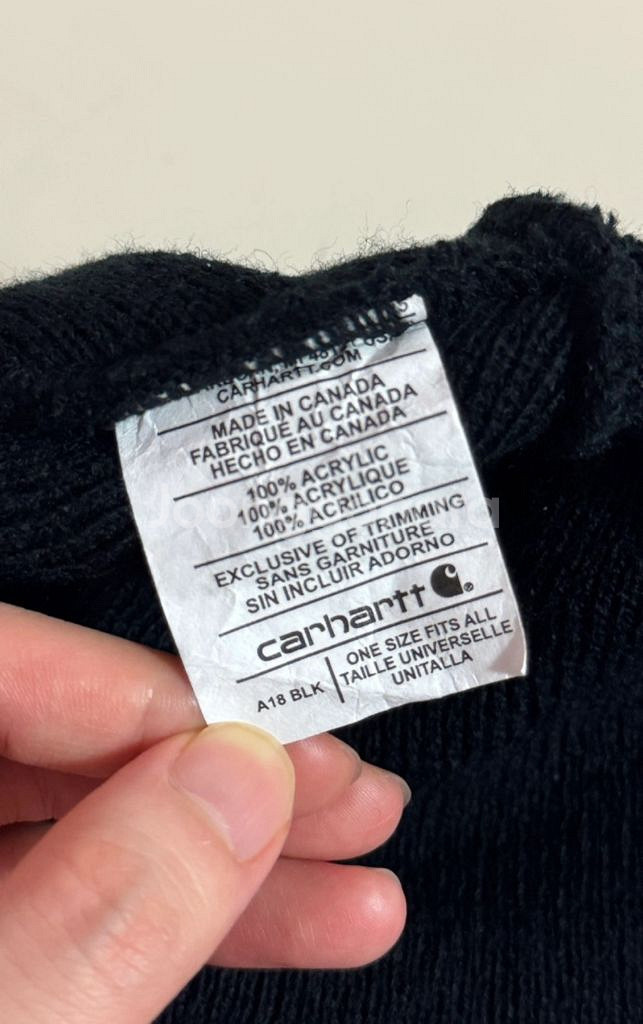 CARHARTT.COM
MADE IN CANADA
FABRIQUÉ AU CANADA
HECHO EN CANADA
100% ACRYLIC
100% ACRYLIQUE
100% ACRILICO
EXCLUSIVE OF TRIMMING
SANS GARNITURE
SIN INCLUIR ADORNO
carhartt ®
A18 BLK
ONE SIZE FITS ALL
TAILLE UNIVERSELLE
UNITALLA